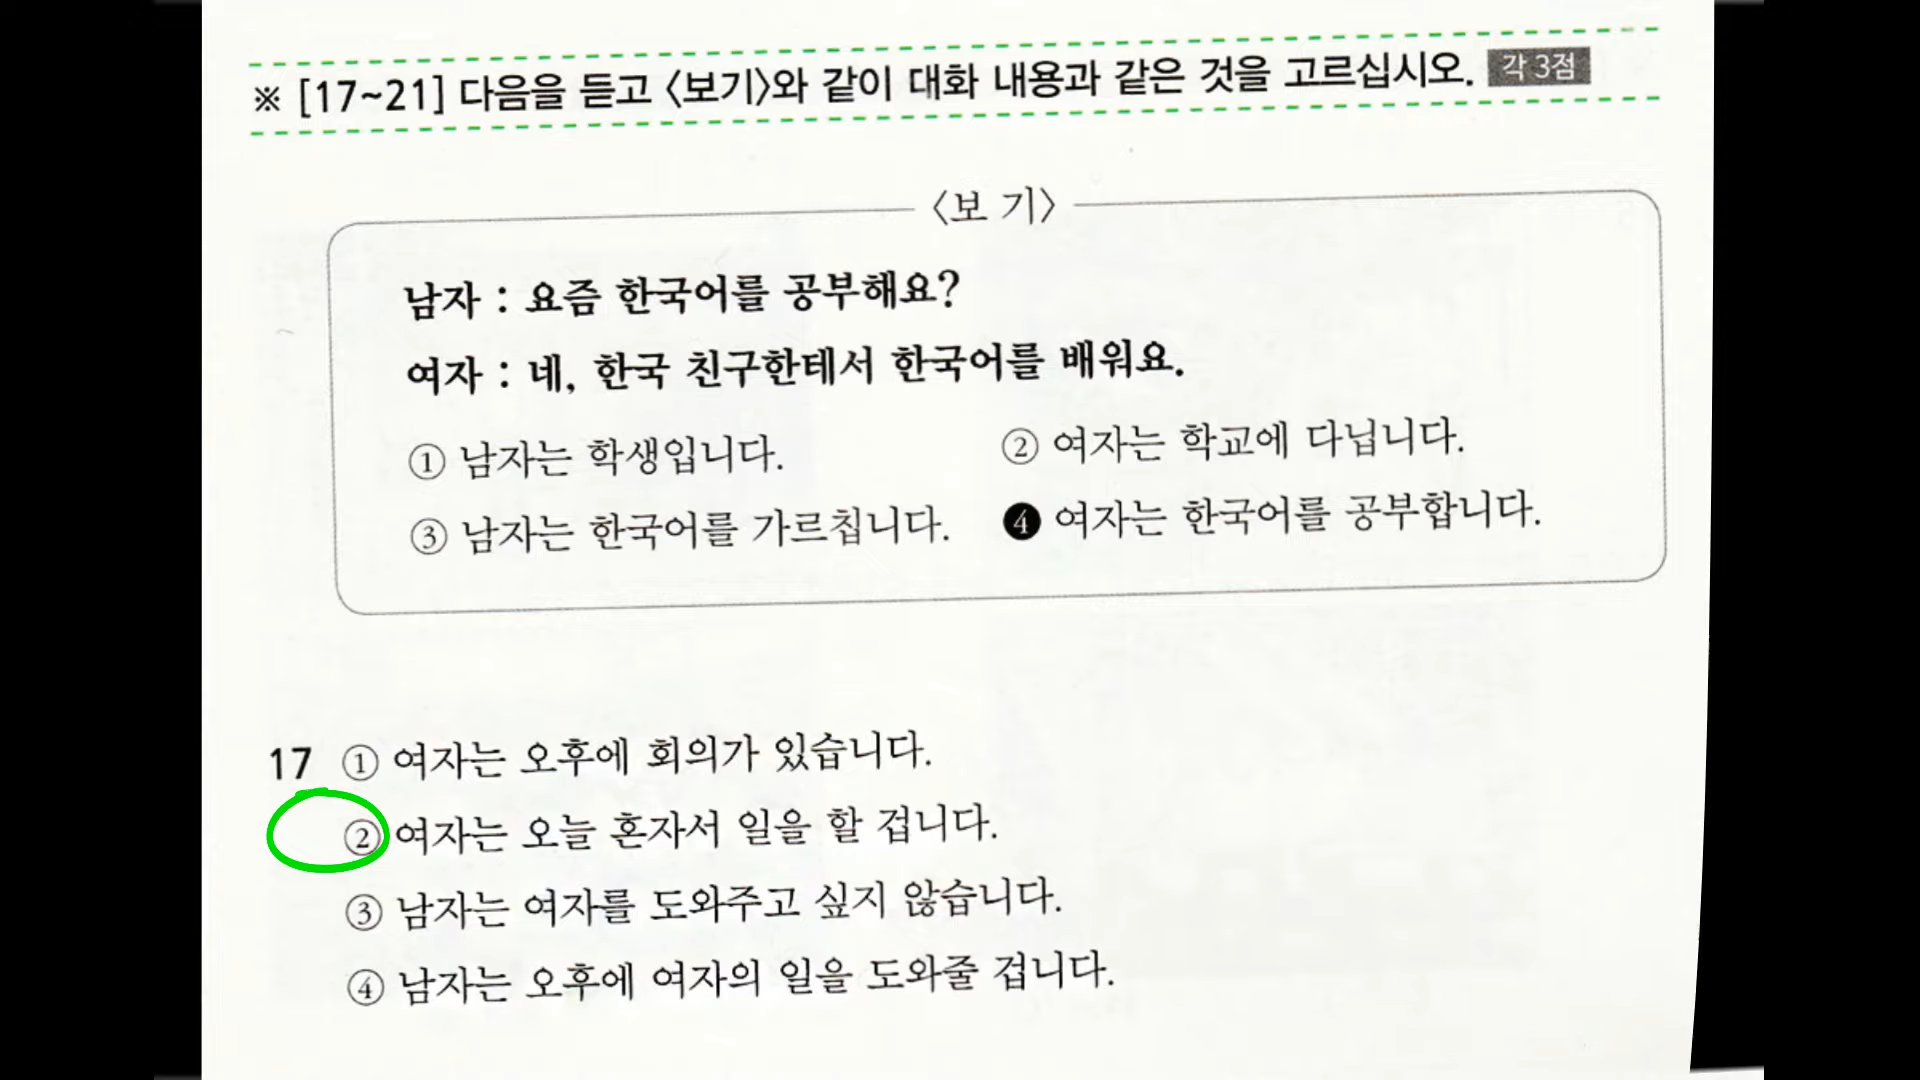 ※ [17~21] 다음을 듣고 〈보기〉와 같이 대화 내용과 같은 것을 고르십시오. 각 3점
〈보 기〉
남자 : 요즘 한국어를 공부해요?
여자 : 네, 한국 친구한테서 한국어를 배워요.
① 남자는 학생입니다. ② 여자는 학교에 다닙니다.
③ 남자는 한국어를 가르칩니다. ❹ 여자는 한국어를 공부합니다.
17 ① 여자는 오후에 회의가 있습니다.
② 여자는 오늘 혼자서 일을 할 겁니다.
③ 남자는 여자를 도와주고 싶지 않습니다.
④ 남자는 오후에 여자의 일을 도와줄 겁니다.